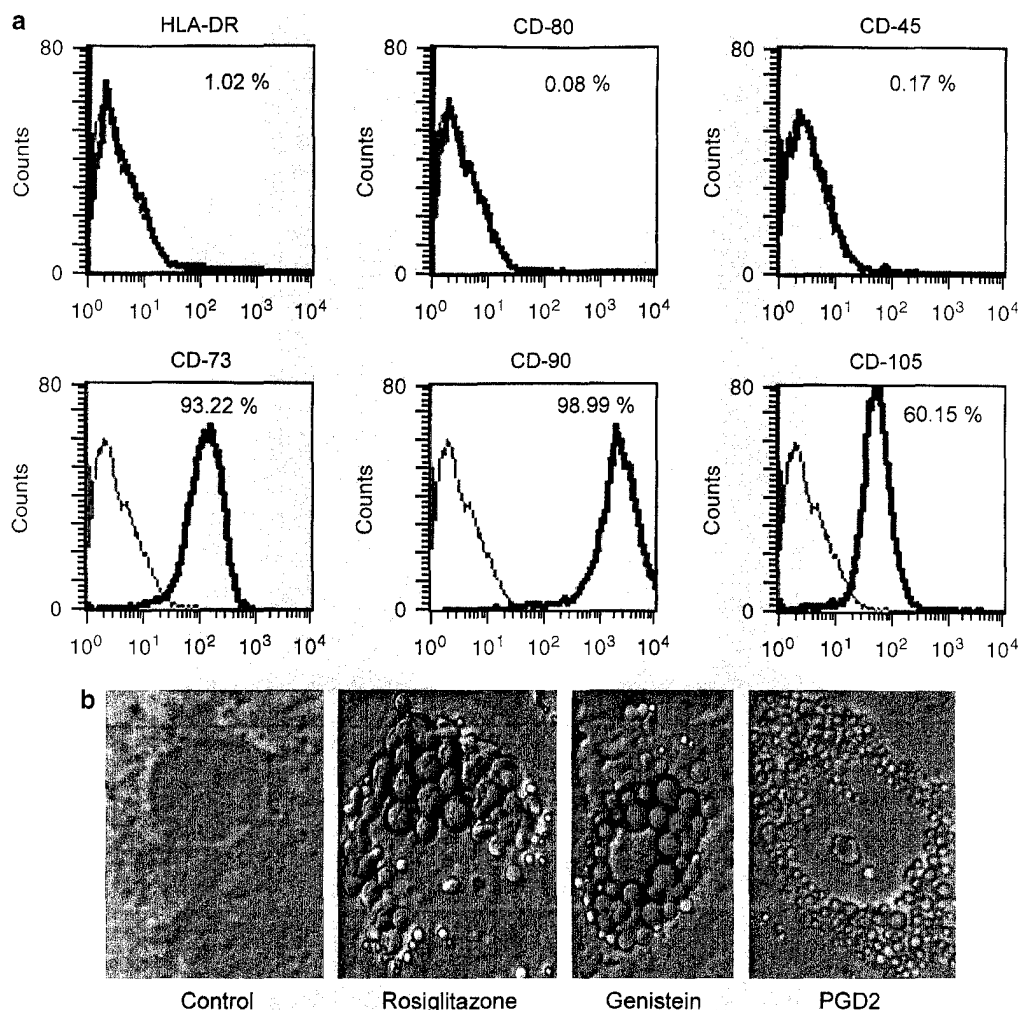 a
HLA-DR CD-80 CD-45
80 80 80
1.02 % 0.08 % 0.17 %
Counts Counts Counts
0 0 0
10⁰ 10¹ 10² 10³ 10⁴ 10⁰ 10¹ 10² 10³ 10⁴ 10⁰ 10¹ 10² 10³ 10⁴
CD-73 CD-90 CD-105
80 80 80
93.22 % 98.99 % 60.15 %
Counts Counts Counts
0 0 0
10⁰ 10¹ 10² 10³ 10⁴ 10⁰ 10¹ 10² 10³ 10⁴ 10⁰ 10¹ 10² 10³ 10⁴
b
Control Rosiglitazone Genistein PGD2